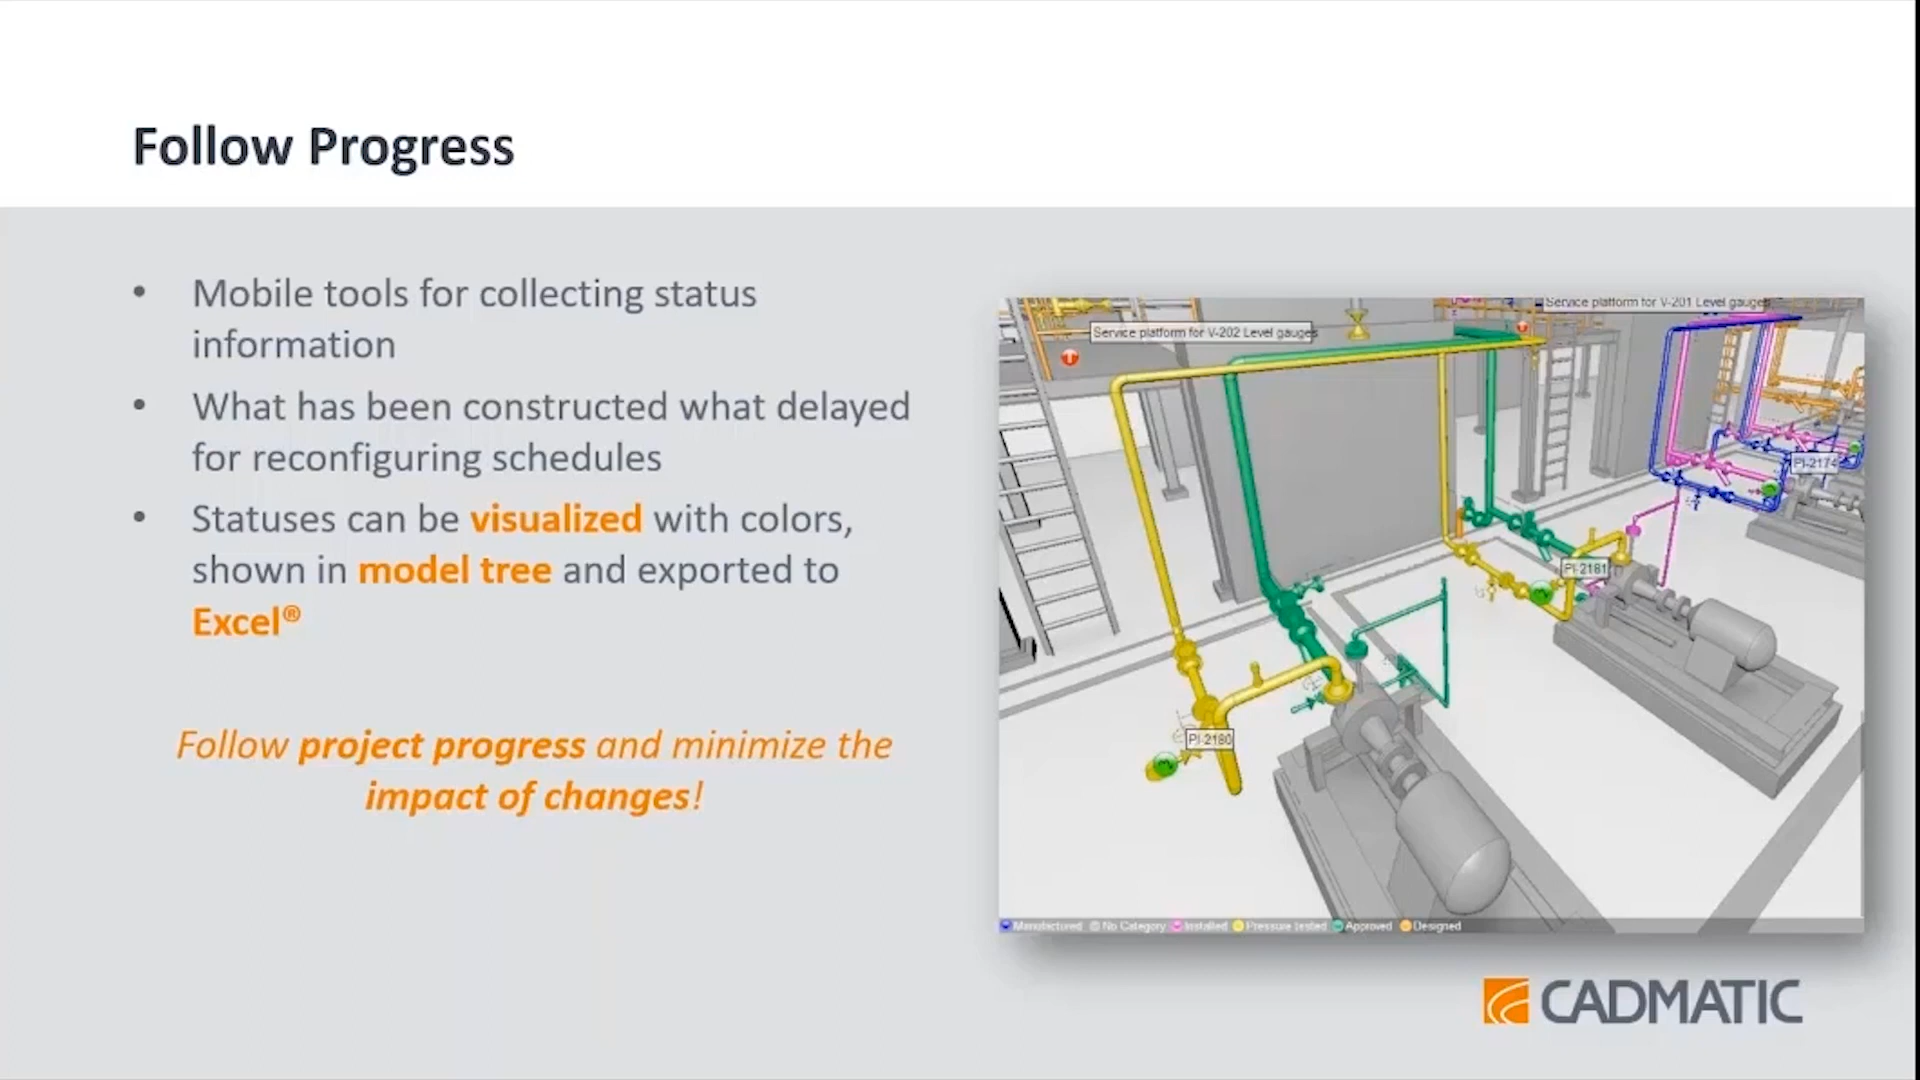 Follow Progress
• Mobile tools for collecting status
information
• What has been constructed what delayed
for reconfiguring schedules
• Statuses can be visualized with colors,
shown in model tree and exported to
Excel®
Follow project progress and minimize the
impact of changes!
Service platform for V-201 Level gauges
Service platform for V-202 Level gauges
PI-2174
PI-2181
PI-2180
Manufactured No Category Installed Pressure tested Approved Designed
CADMATIC